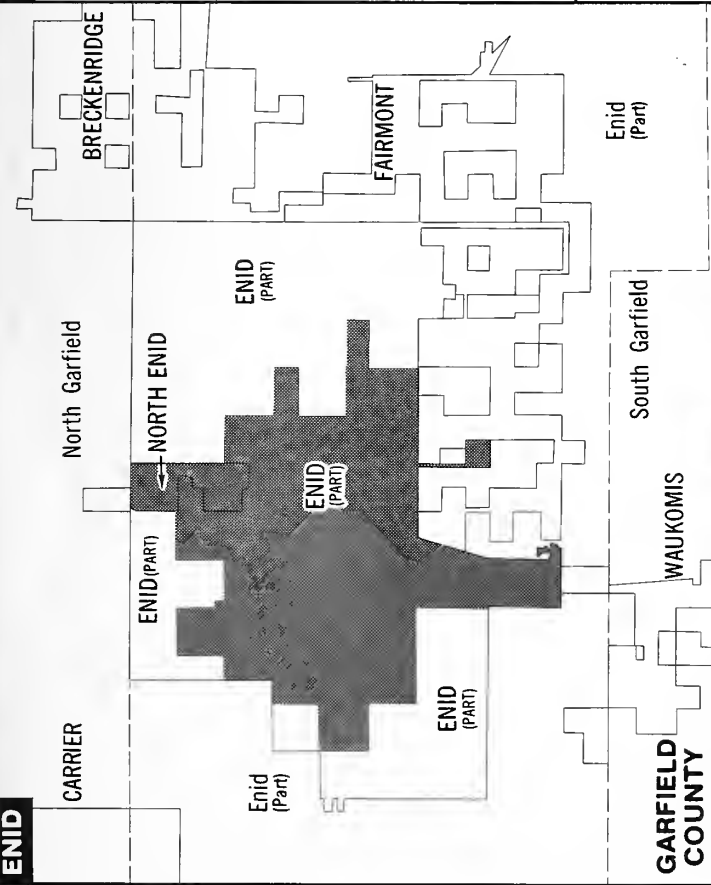 ENID
CARRIER
North Garfield
BRECKENRIDGE
NORTH ENID
ENID (PART)
ENID
(PART)
ENID
(PART)
FAIRMONT
Enid
(Part)
ENID
(PART)
Enid
(Part)
WAUKOMIS
South Garfield
GARFIELD
COUNTY